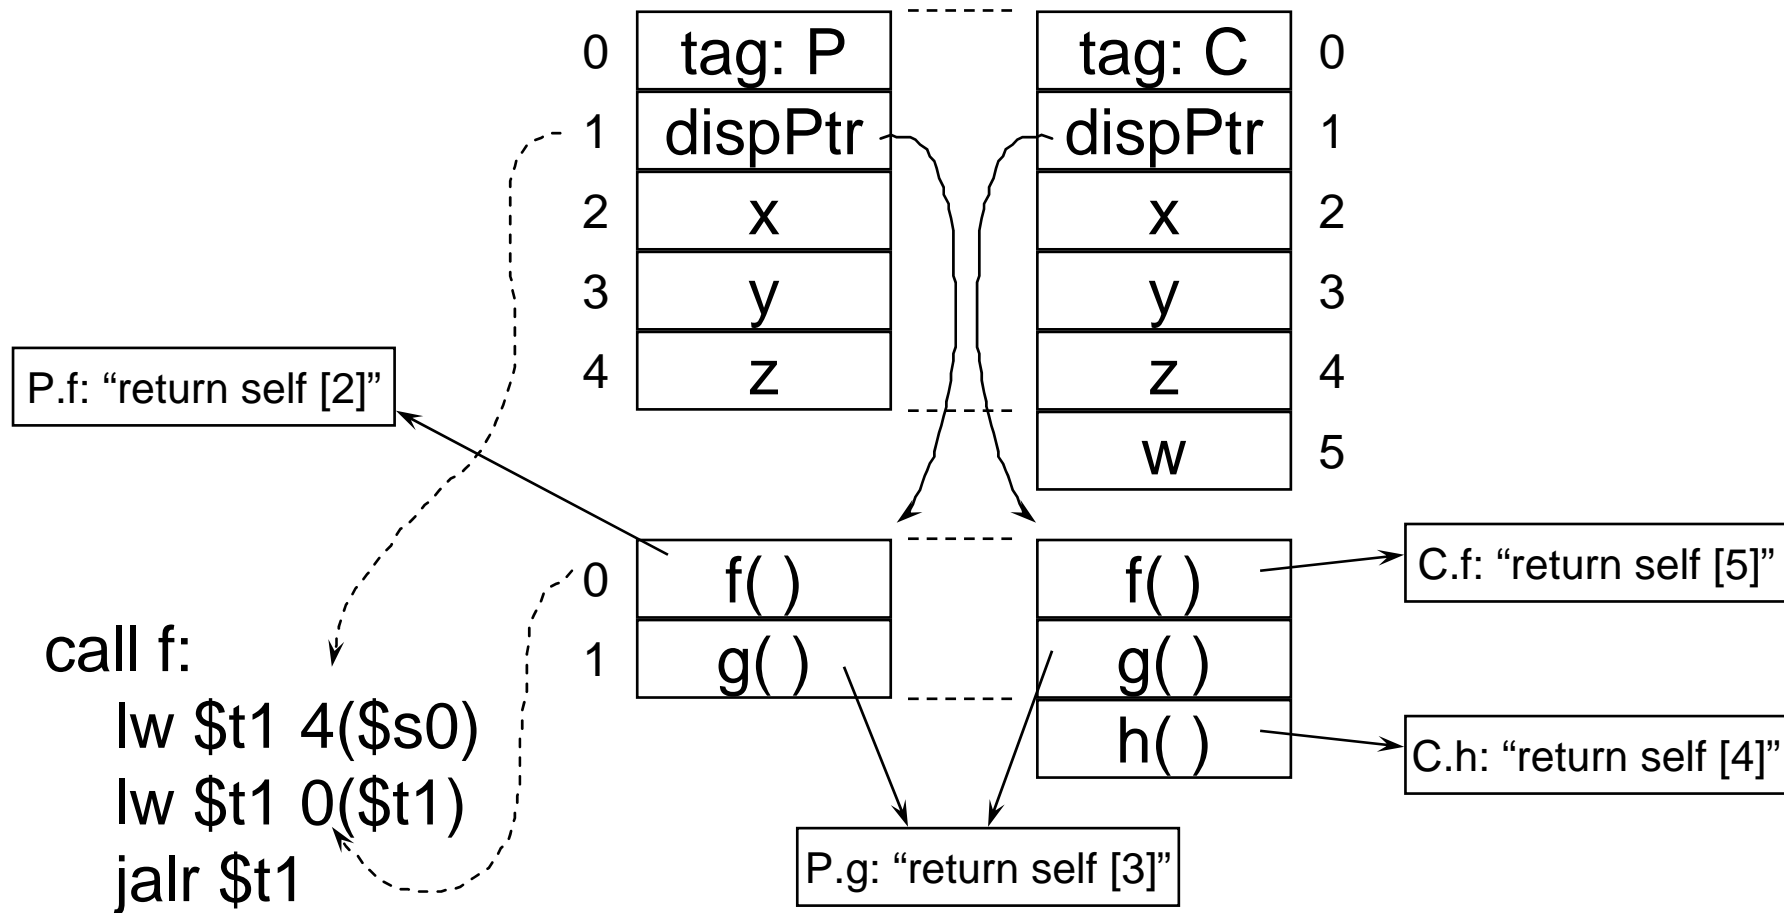 0 tag: P
1 dispPtr
2 x
3 y
4 z
tag: C 0
dispPtr 1
x 2
y 3
z 4
w 5
P.f: “return self [2]”
0 f( )
1 g( )
f( )
g( )
h( )
C.f: “return self [5]”
C.h: “return self [4]”
P.g: “return self [3]”
call f:
lw $t1 4($s0)
lw $t1 0($t1)
jalr $t1